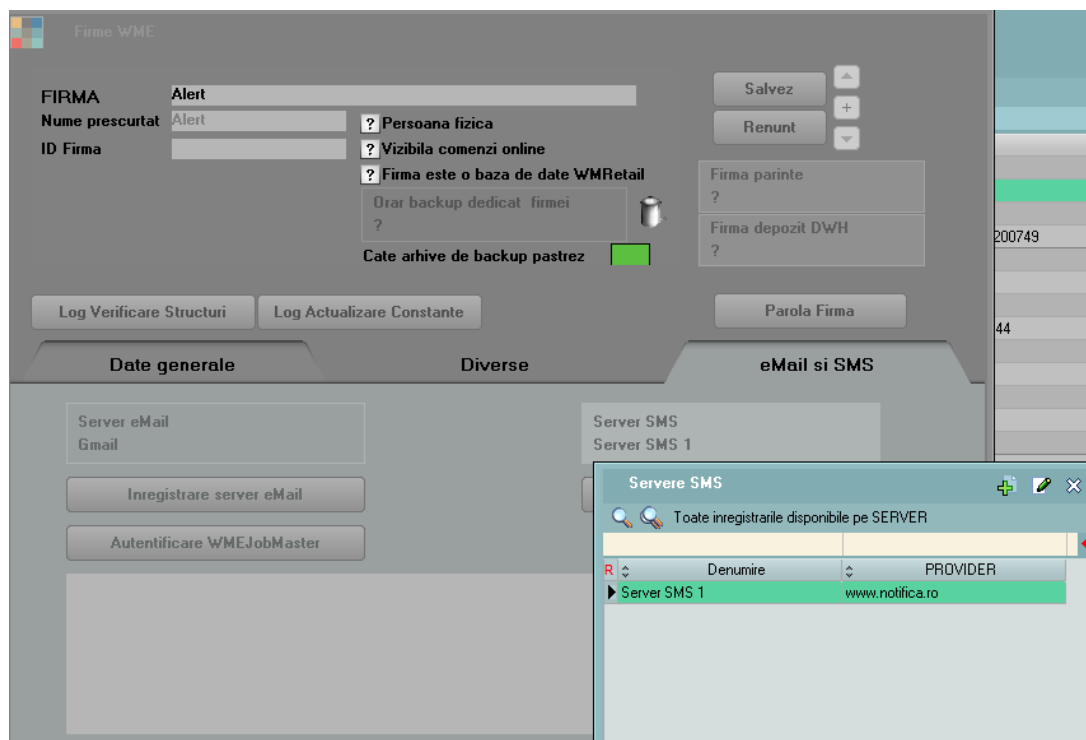 Firme WME
FIRMA Alert
Nume prescurtat Alert
ID Firma
? Persoana fizica
? Vizibila comenzi online
? Firma este o baza de date WMRetail
Orar backup dedicat firmei
?
Cate arhive de backup pastrez
Salvez
+
Renunt
Firma parinte
?
Firma depozit DWH
?
200749
44
Log Verificare Structuri
Log Actualizare Constante
Parola Firma
Date generale
Diverse
eMail si SMS
Server eMail
Gmail
Server SMS
Server SMS 1
Inregistrare server eMail
Autentificare WMEJobMaster
Servere SMS
Toate inregistrarile disponibile pe SERVER
R Denumire PROVIDER
Server SMS 1 www.notifica.ro